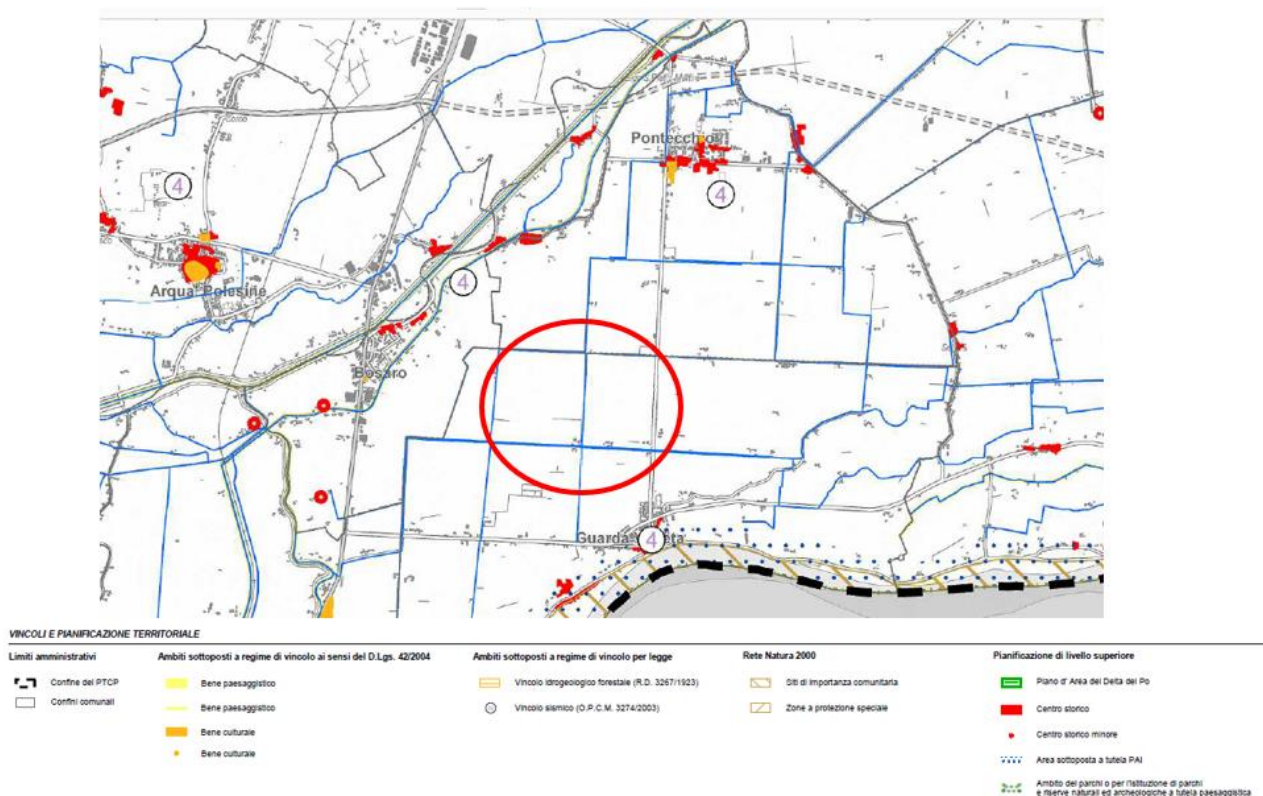 Pontecchio
4
4
Arqua' Polesine
4
Bosaro
Guarda Veneta
4
VINCOLI E PIANIFICAZIONE TERRITORIALE
Limiti amministrativi
Confine del PTCP
Confini comunali
Ambiti sottoposti a regime di vincolo ai sensi del D.Lgs. 42/2004
Bene paesaggistico
Bene paesaggistico
Bene culturale
Bene culturale
Ambiti sottoposti a regime di vincolo per legge
Vincolo idrogeologico forestale (R.D. 3267/1923)
Vincolo sismico (O.P.C.M. 3274/2003)
Rete Natura 2000
Siti di importanza comunitaria
Zone a protezione speciale
Pianificazione di livello superiore
Piano d' Area del Delta del Po
Centro storico
Centro storico minore
Area sottoposta a tutela PAI
Ambito dei parchi o per l'istituzione di parchi
e riserve naturali ed archeologiche a tutela paesaggistica